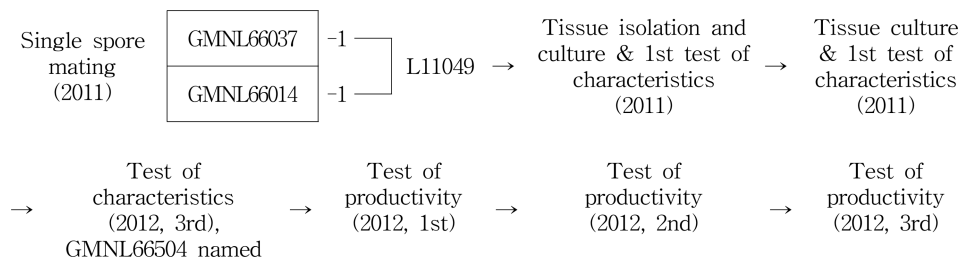 Single spore
mating
(2011)
GMNL66037
-1
GMNL66014
-1
L11049
→
Tissue isolation and
culture & 1st test of
characteristics
(2011)
→
Tissue culture
& 1st test of
characteristics
(2011)
→
Test of
characteristics
(2012, 3rd),
GMNL66504 named
→
Test of
productivity
(2012, 1st)
→
Test of
productivity
(2012, 2nd)
→
Test of
productivity
(2012, 3rd)